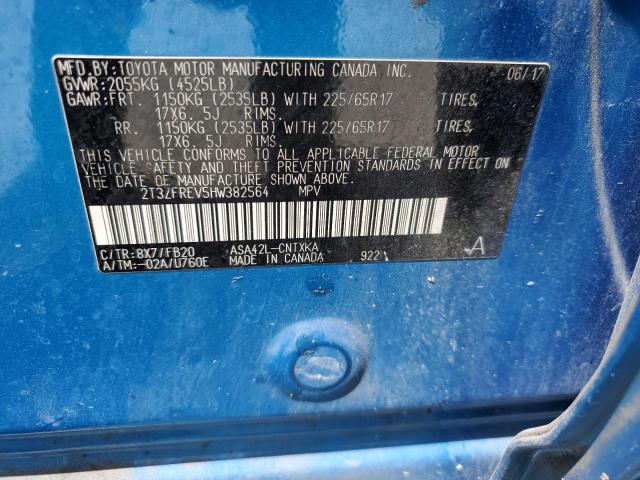 MFD.BY:TOYOTA MOTOR MANUFACTURING CANADA INC. 06/17
GVWR:2055KG (4525LB)
GAWR:FRT. 1150KG (2535LB) WITH 225/65R17 TIRES,
17X6. 5J RIMS.
RR. 1150KG (2535LB) WITH 225/65R17 TIRES,
17X6. 5J RIMS.
THIS VEHICLE CONFORMS TO ALL APPLICABLE FEDERAL MOTOR
VEHICLE SAFETY AND BUMPER STANDARDS IN EFFECT ON
THE DATE OF MANUFACTURE SHOWN ABOVE.
2T3ZFREV5HW382564 MPV
C/TR:8X7/FB20 ASA42L-CNTXKA
A/TM:-02A/U760E MADE IN CANADA 922
A